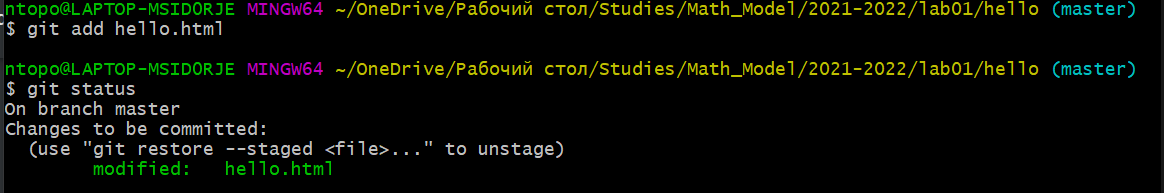 ntopo@LAPTOP-MSIDORJE MINGW64 ~/OneDrive/Рабочий стол/Studies/Math_Model/2021-2022/lab01/hello (master)
$ git add hello.html
ntopo@LAPTOP-MSIDORJE MINGW64 ~/OneDrive/Рабочий стол/Studies/Math_Model/2021-2022/lab01/hello (master)
$ git status
On branch master
Changes to be committed:
  (use "git restore --staged <file>..." to unstage)
        modified:   hello.html